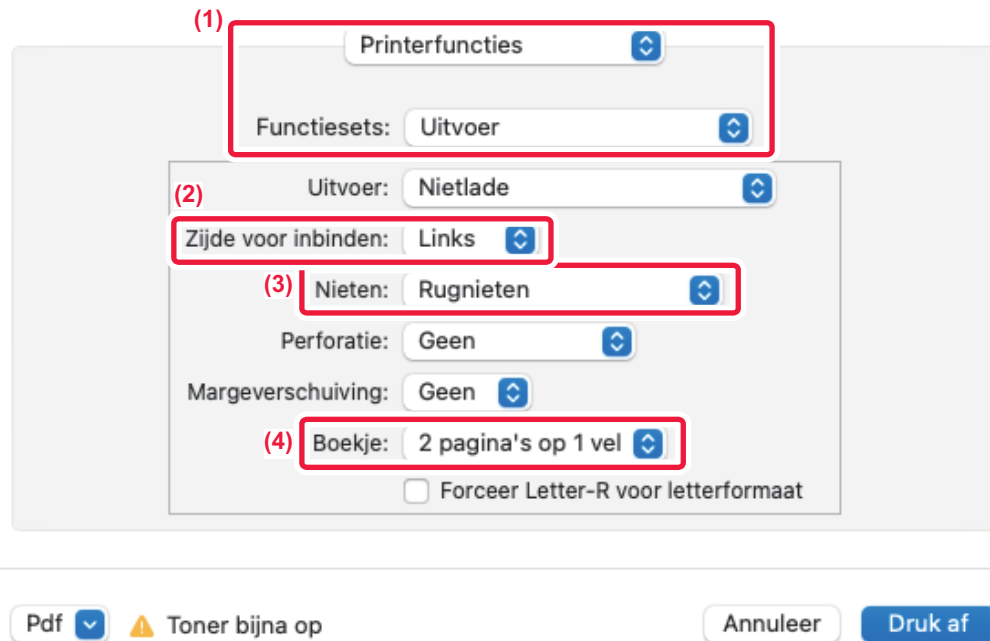 (1)
Printerfuncties
Functiesets: Uitvoer
Uitvoer: Nietlade
(2)
Zijde voor inbinden: Links
(3) Nieten: Rugnieten
Perforatie: Geen
Margeverschuiving: Geen
(4) Boekje: 2 pagina's op 1 vel
Forceer Letter-R voor letterformaat
Pdf Toner bijna op Annuleer Druk af